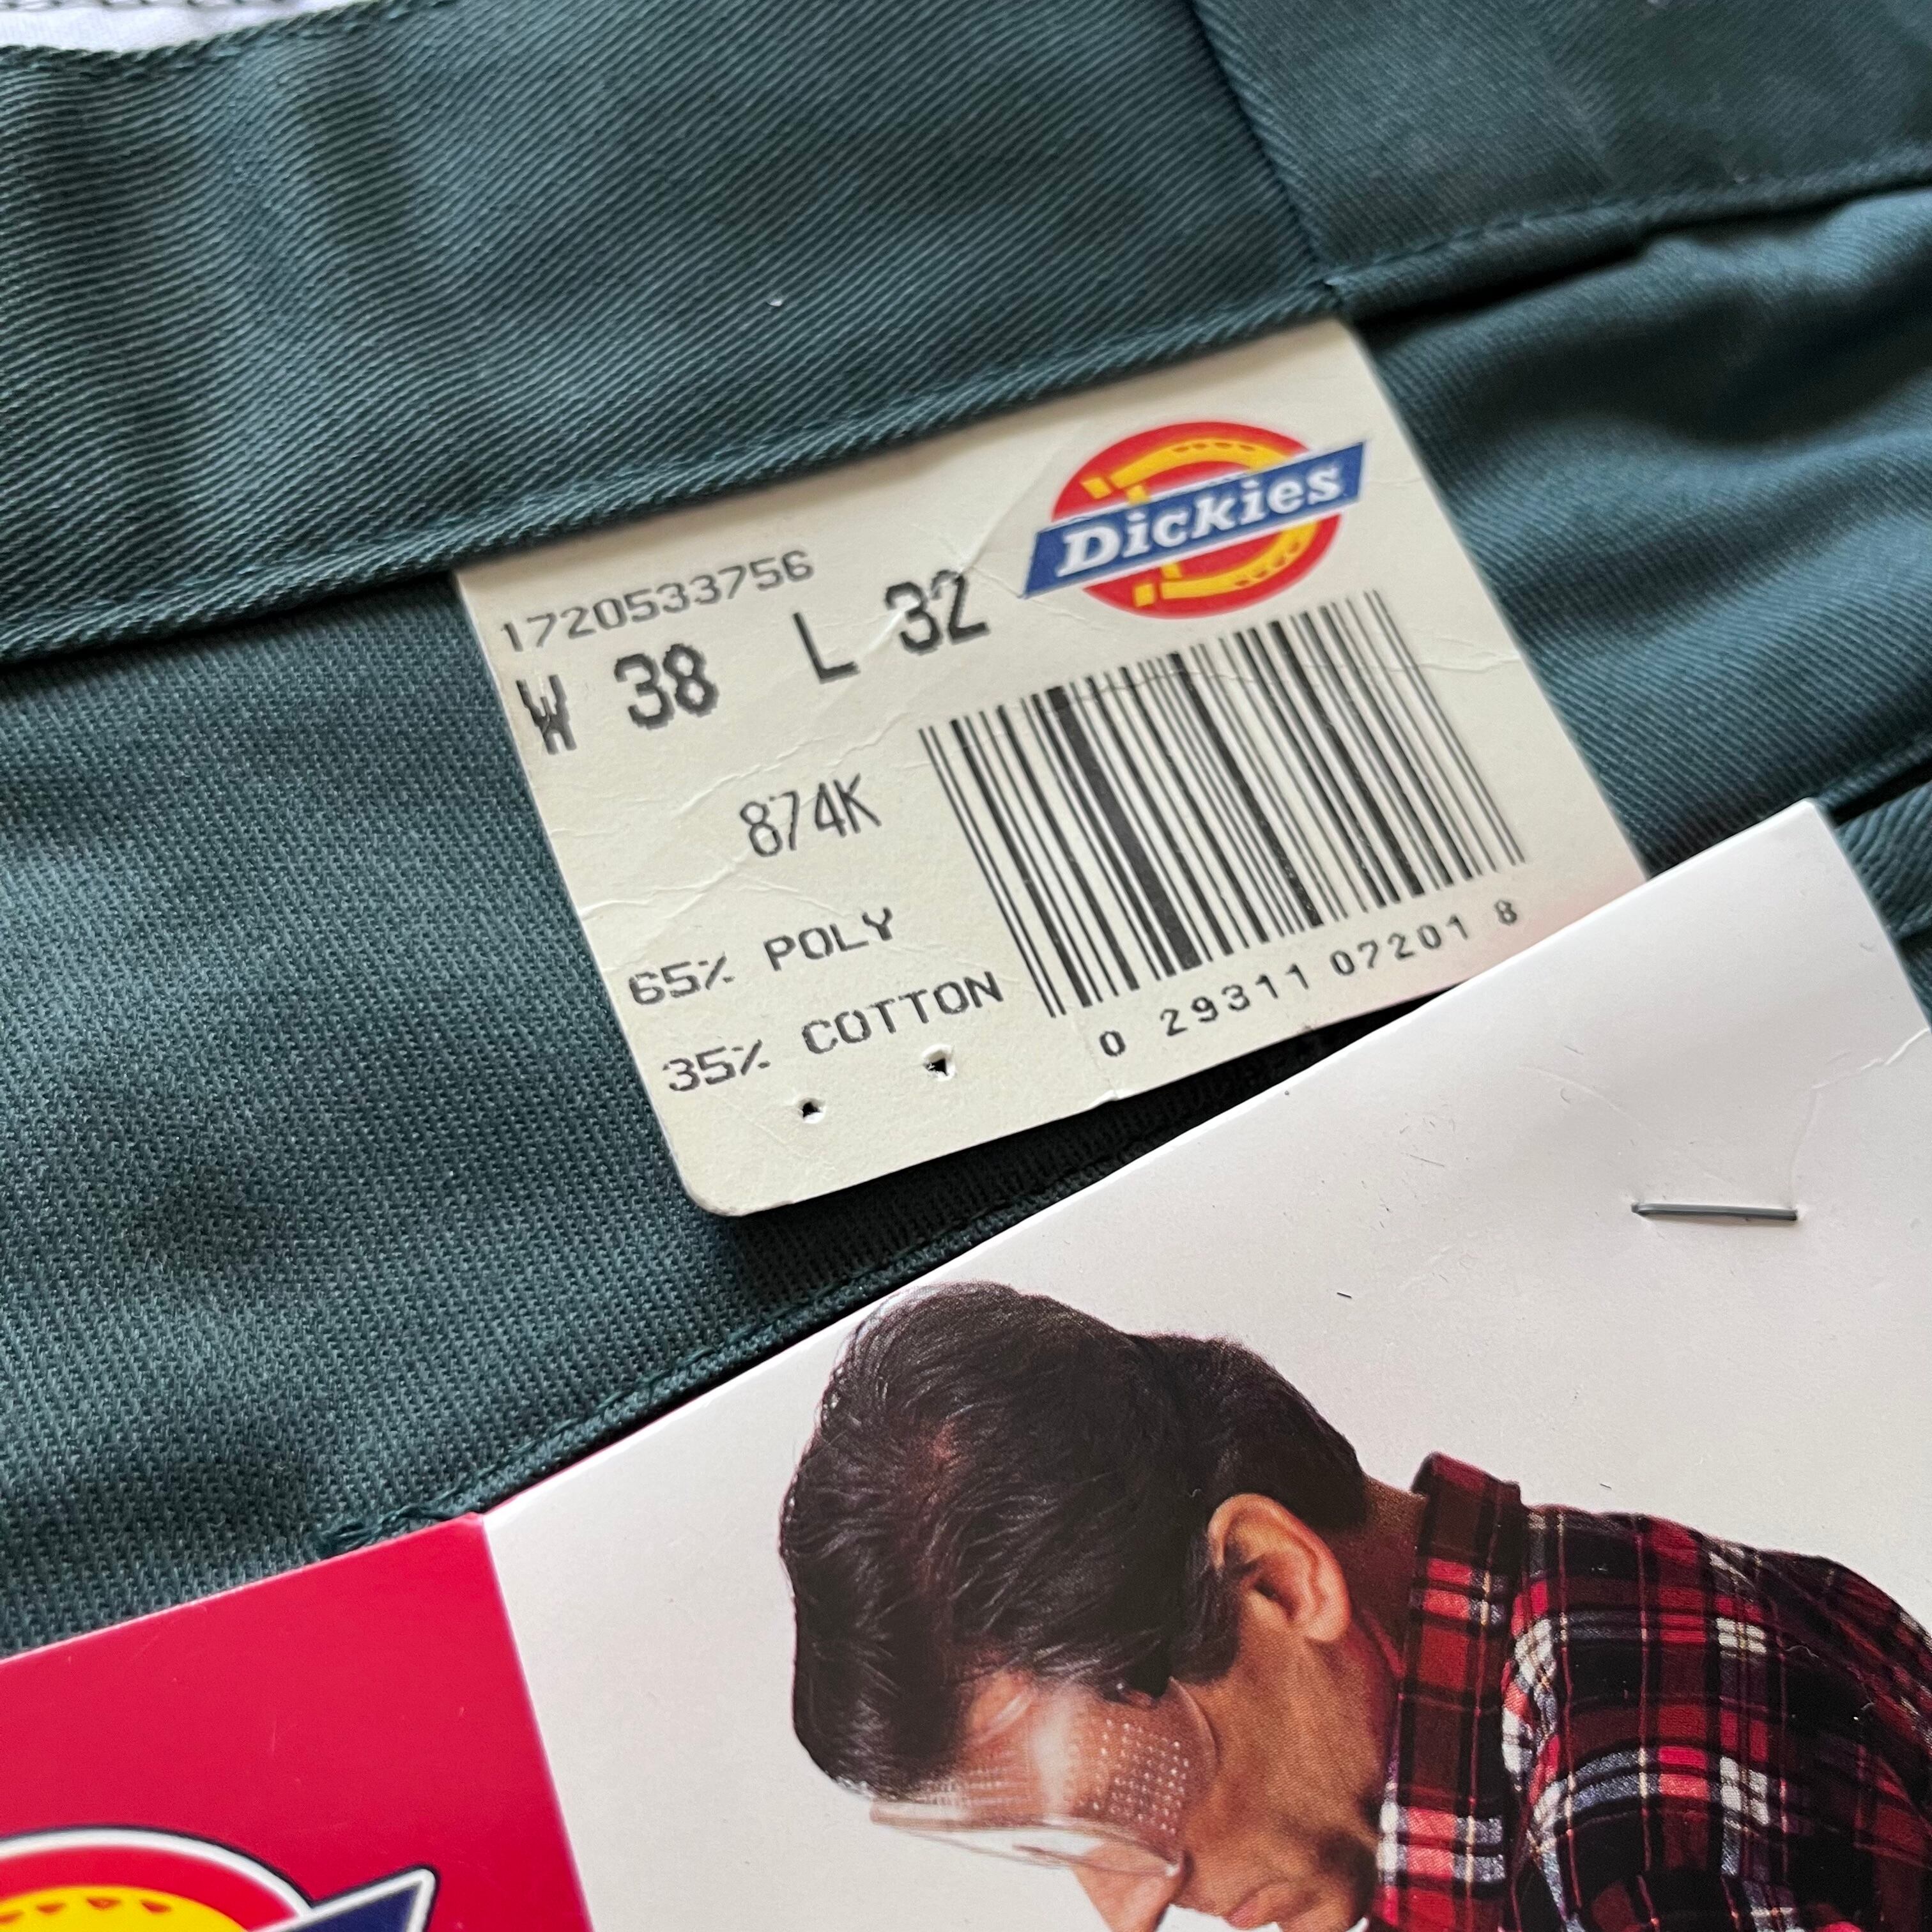 Dickies
1720533756
W 38 L 32
874K
65% POLY
35% COTTON
0 29311 07201 8